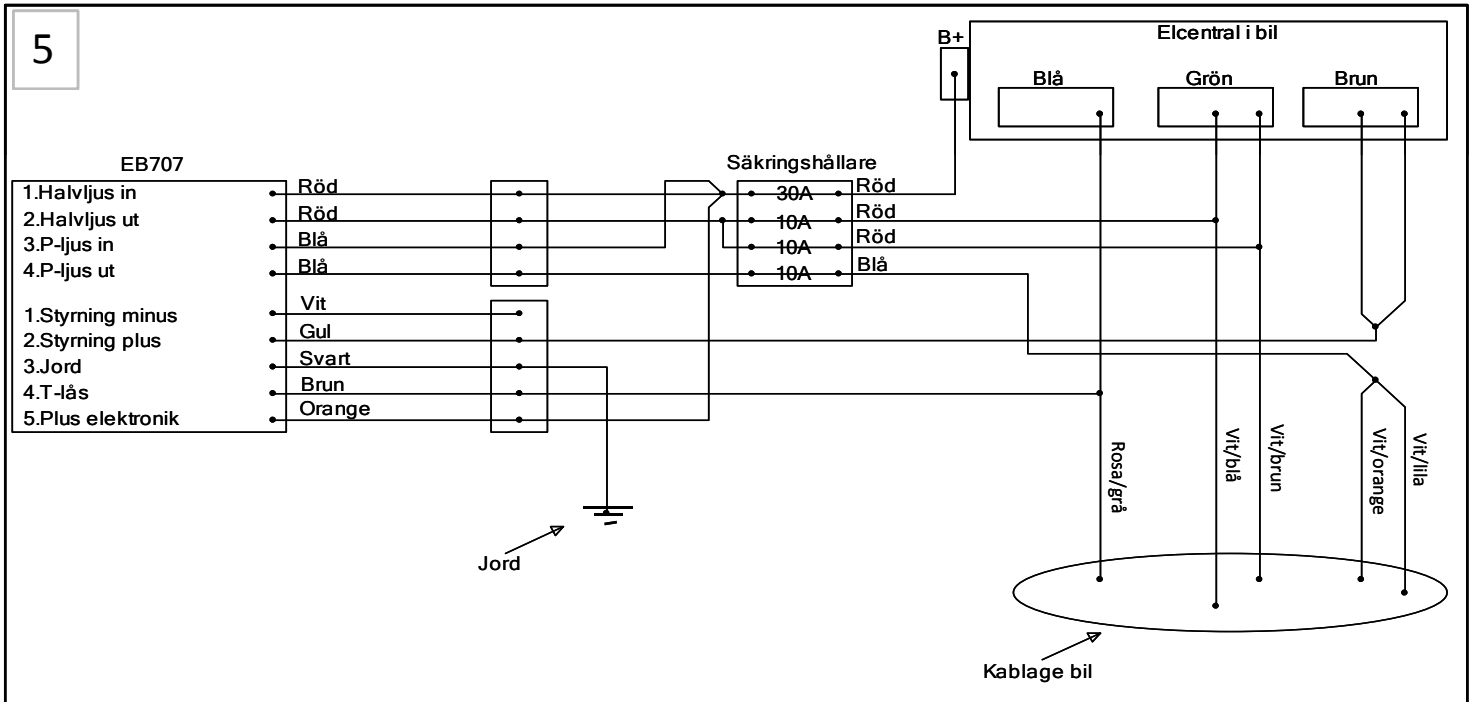 5
B+
Elcentral i bil
Blå
Grön
Brun
EB707
Säkringshållare
1.Halvljus in
Röd
30A
Röd
2.Halvljus ut
Röd
10A
Röd
3.P-ljus in
Blå
10A
Röd
4.P-ljus ut
Blå
10A
Blå
1.Styrning minus
Vit
2.Styrning plus
Gul
3.Jord
Svart
4.T-lås
Brun
5.Plus elektronik
Orange
Rosa/grå
Vit/blå
Vit/brun
Vit/orange
Vit/lila
Jord
Kablage bil